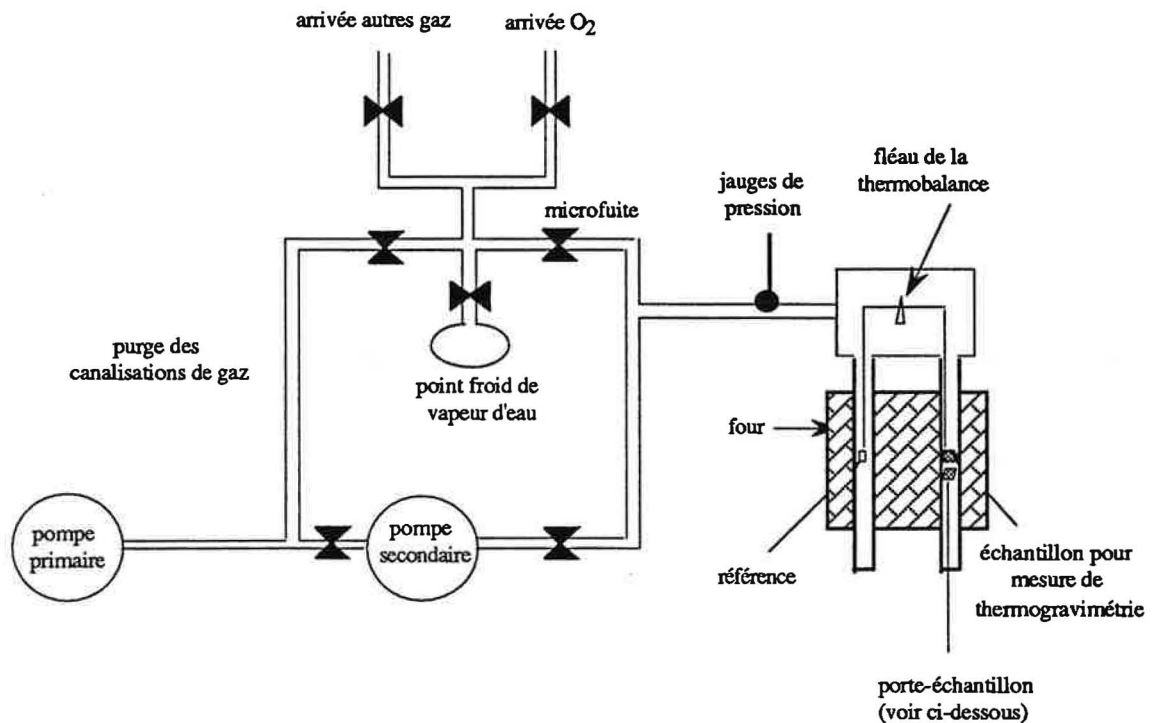 arrivée autres gaz
arrivée O2
fléau de la
thermobalance
jauges de
pression
microfuite
purge des
canalisations de gaz
point froid de
vapeur d'eau
four
pompe
primaire
pompe
secondaire
référence
échantillon pour
mesure de
thermogravimétrie
porte-échantillon
(voir ci-dessous)